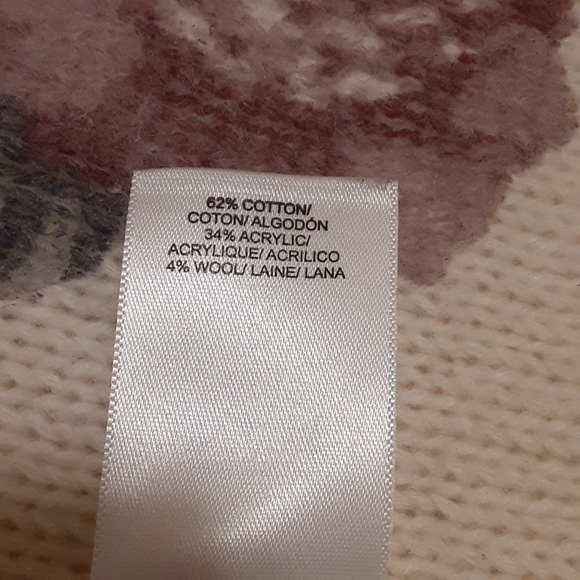 62% COTTON/
COTON/ ALGODÓN
34% ACRYLIC/
ACRYLIQUE/ ACRILICO
4% WOOL/ LAINE/ LANA